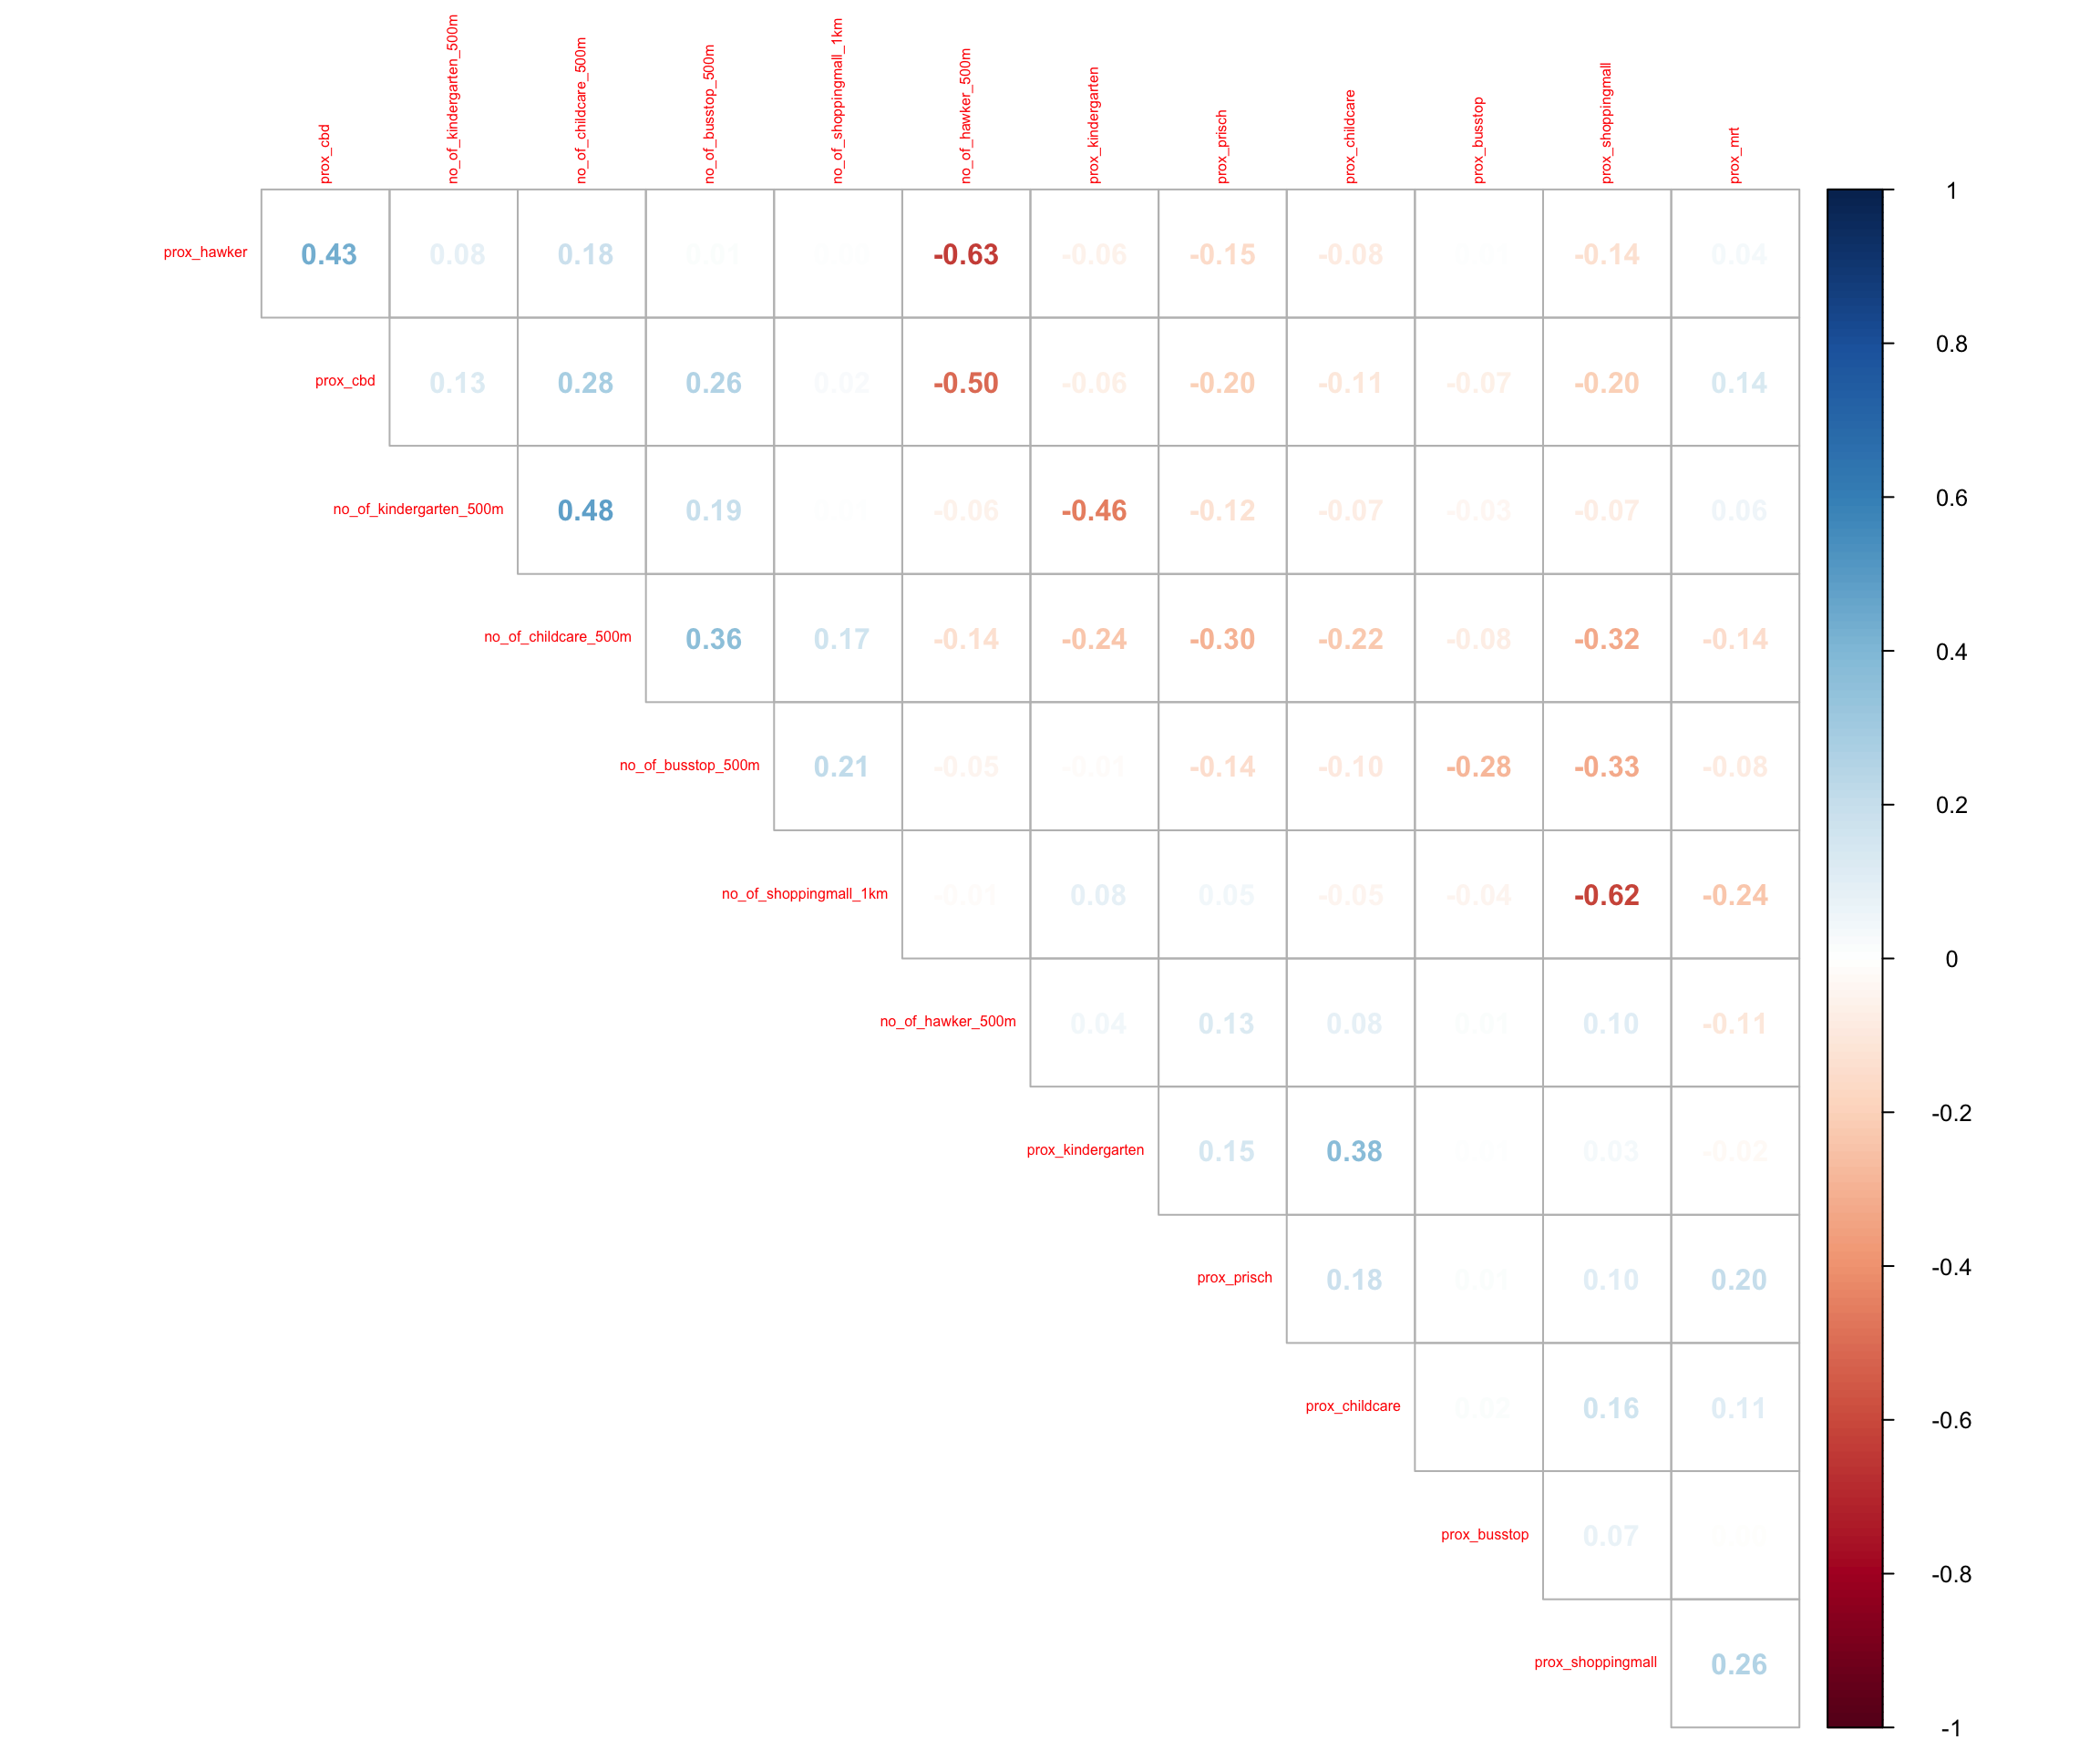 prox_cbd no_of_kindergarten_500m no_of_childcare_500m no_of_busstop_500m no_of_shoppingmall_1km no_of_hawker_500m prox_kindergarten prox_prisch prox_childcare prox_busstop prox_shoppingmall prox_mrt
prox_hawker 0.43 0.08 0.18 0.01 -0.63 -0.06 -0.15 -0.08 -0.14 0.04
prox_cbd 0.13 0.28 0.26 0.02 -0.50 -0.06 -0.20 -0.11 -0.07 -0.20 0.14
no_of_kindergarten_500m 0.48 0.19 -0.06 -0.46 -0.12 -0.07 -0.03 -0.07 0.06
no_of_childcare_500m 0.36 0.17 -0.14 -0.24 -0.30 -0.22 -0.08 -0.32 -0.14
no_of_busstop_500m 0.21 -0.05 -0.01 -0.14 -0.10 -0.28 -0.33 -0.08
no_of_shoppingmall_1km -0.01 0.08 0.05 -0.05 -0.04 -0.62 -0.24
no_of_hawker_500m 0.04 0.13 0.08 0.01 0.10 -0.11
prox_kindergarten 0.15 0.38 0.03 -0.02
prox_prisch 0.18 0.01 0.10 0.20
prox_childcare 0.02 0.16 0.11
prox_busstop 0.07
prox_shoppingmall 0.26
1
0.8
0.6
0.4
0.2
0
-0.2
-0.4
-0.6
-0.8
-1